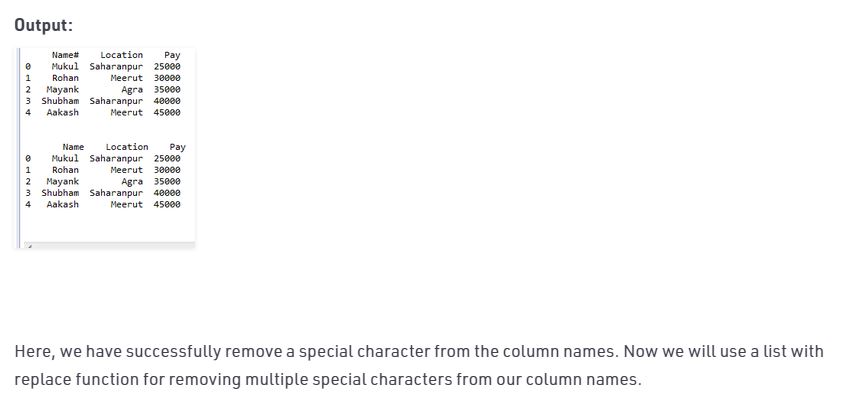 Output:
Name# Location Pay
0 Mukul Saharanpur 25000
1 Rohan Meerut 30000
2 Mayank Agra 35000
3 Shubham Saharanpur 40000
4 Aakash Meerut 45000
Name Location Pay
0 Mukul Saharanpur 25000
1 Rohan Meerut 30000
2 Mayank Agra 35000
3 Shubham Saharanpur 40000
4 Aakash Meerut 45000
Here, we have successfully remove a special character from the column names. Now we will use a list with
replace function for removing multiple special characters from our column names.